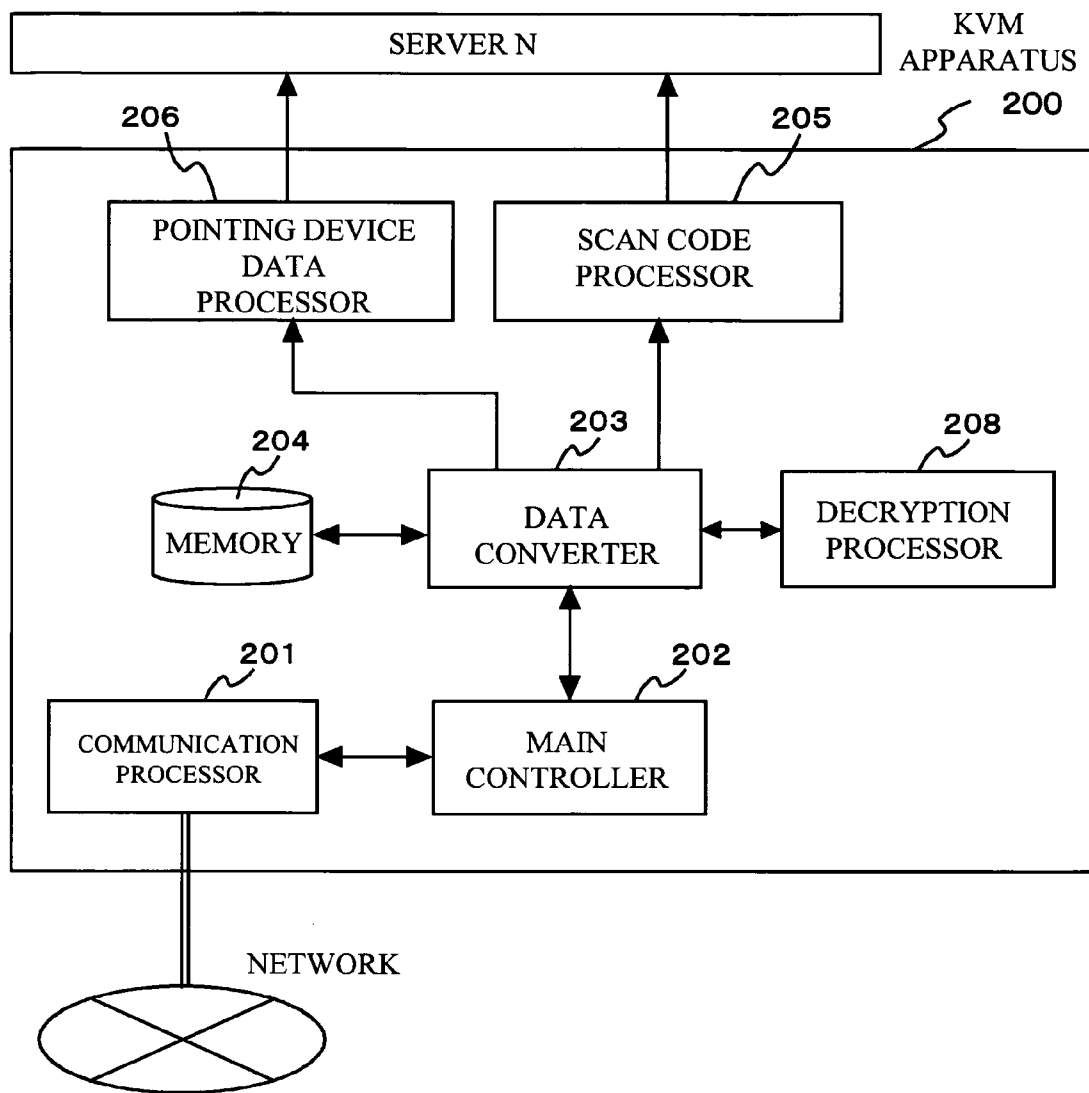 SERVER N
KVM
APPARATUS
200
206
205
POINTING DEVICE
DATA
PROCESSOR
SCAN CODE
PROCESSOR
204
203
208
MEMORY
DATA
CONVERTER
DECRYPTION
PROCESSOR
201
202
COMMUNICATION
PROCESSOR
MAIN
CONTROLLER
NETWORK